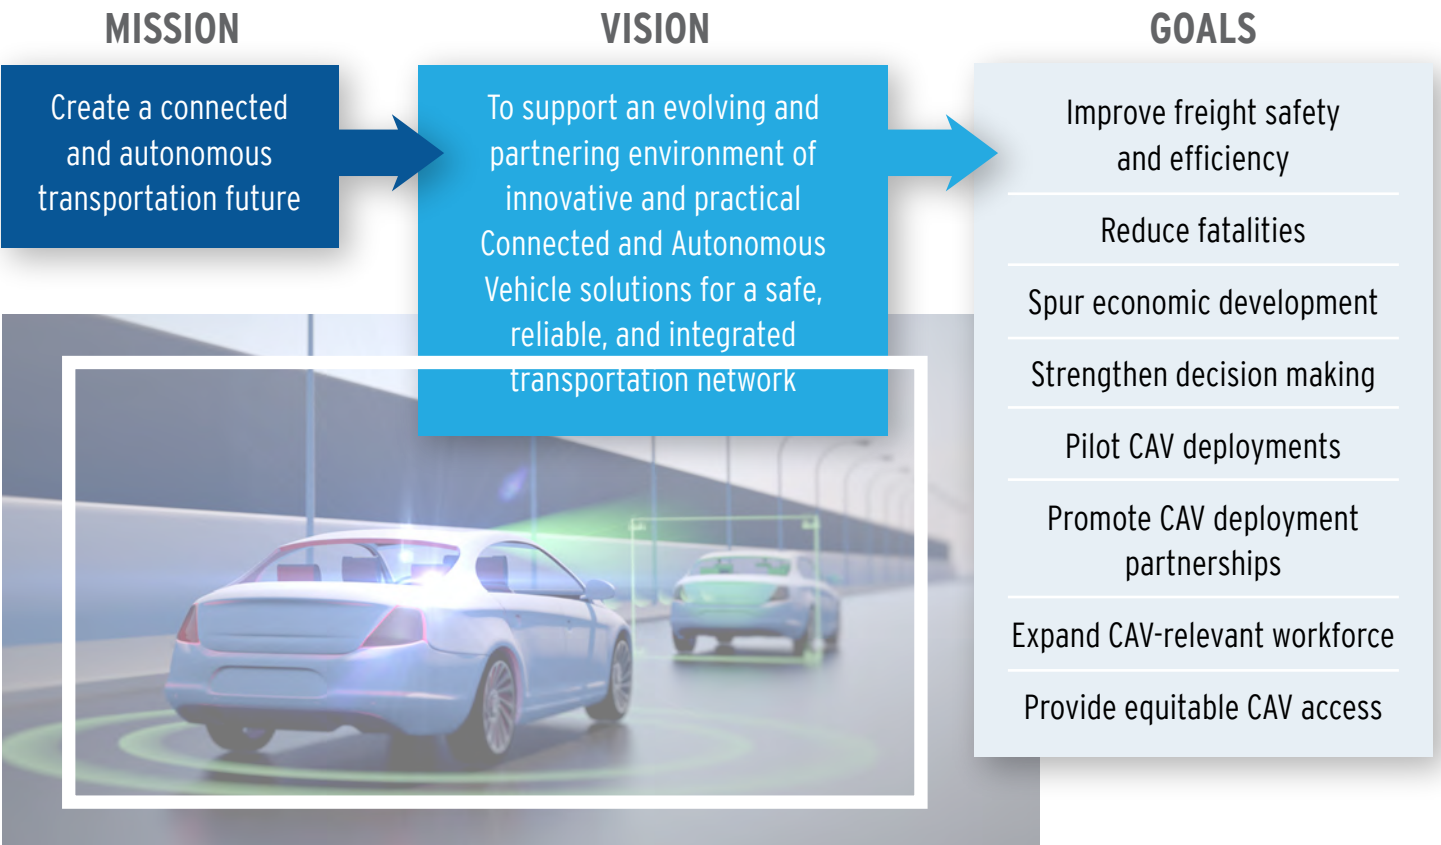 MISSION
Create a connected
and autonomous
transportation future
VISION
To support an evolving and
partnering environment of
innovative and practical
Connected and Autonomous
Vehicle solutions for a safe,
reliable, and integrated
transportation network
GOALS
Improve freight safety
and efficiency
Reduce fatalities
Spur economic development
Strengthen decision making
Pilot CAV deployments
Promote CAV deployment
partnerships
Expand CAV-relevant workforce
Provide equitable CAV access